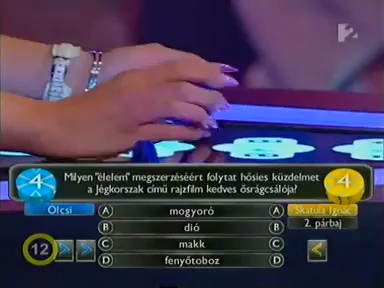 2
4
Milyen "élelem" megszerzéséért folytat hősies küzdelmet
a Jégkorszak című rajzfilm kedves ősrágcsálója?
4
Olcsi
A mogyoró A
Skatula Ignác
B dió B
2. párbaj
12
C makk C
D fenyőtoboz D